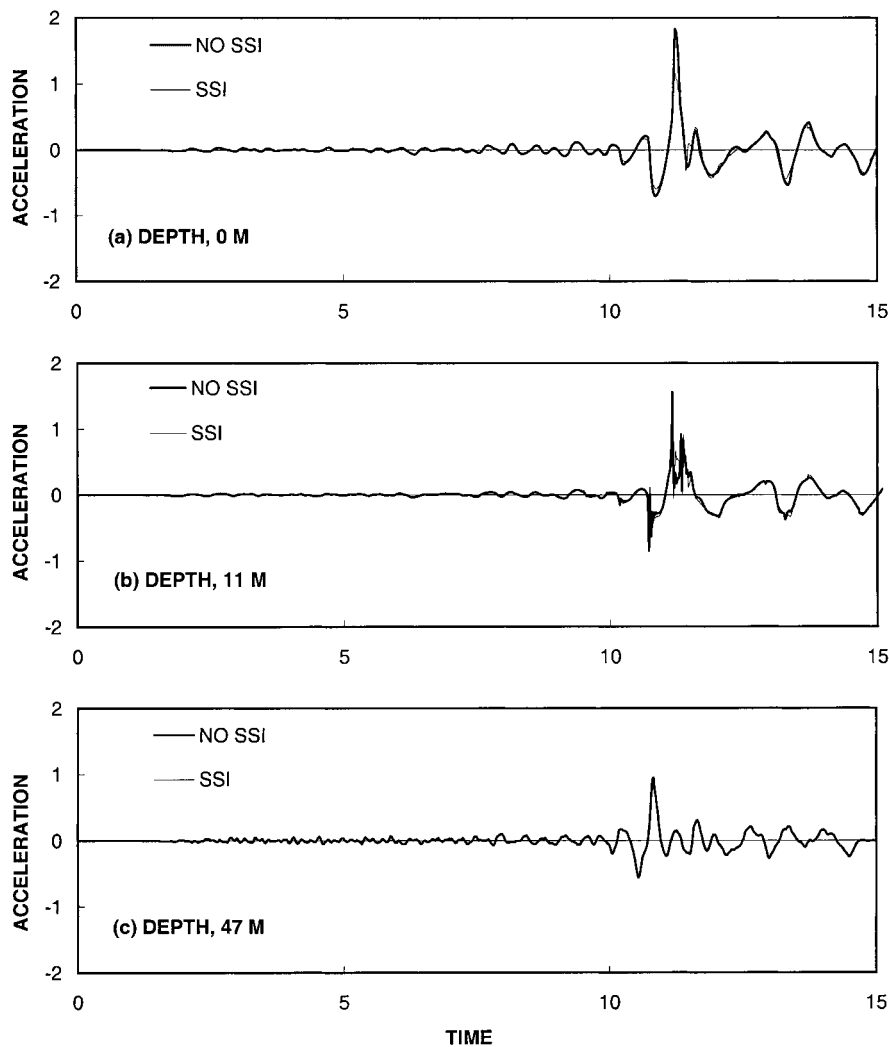 2
NO SSI
1
SSI
0
-1
(a) DEPTH, 0 M
-2
ACCELERATION
0 5 10 15
2
NO SSI
1
SSI
0
-1
(b) DEPTH, 11 M
-2
ACCELERATION
0 5 10 15
2
NO SSI
1
SSI
0
-1
(c) DEPTH, 47 M
-2
ACCELERATION
0 5 10 15
TIME